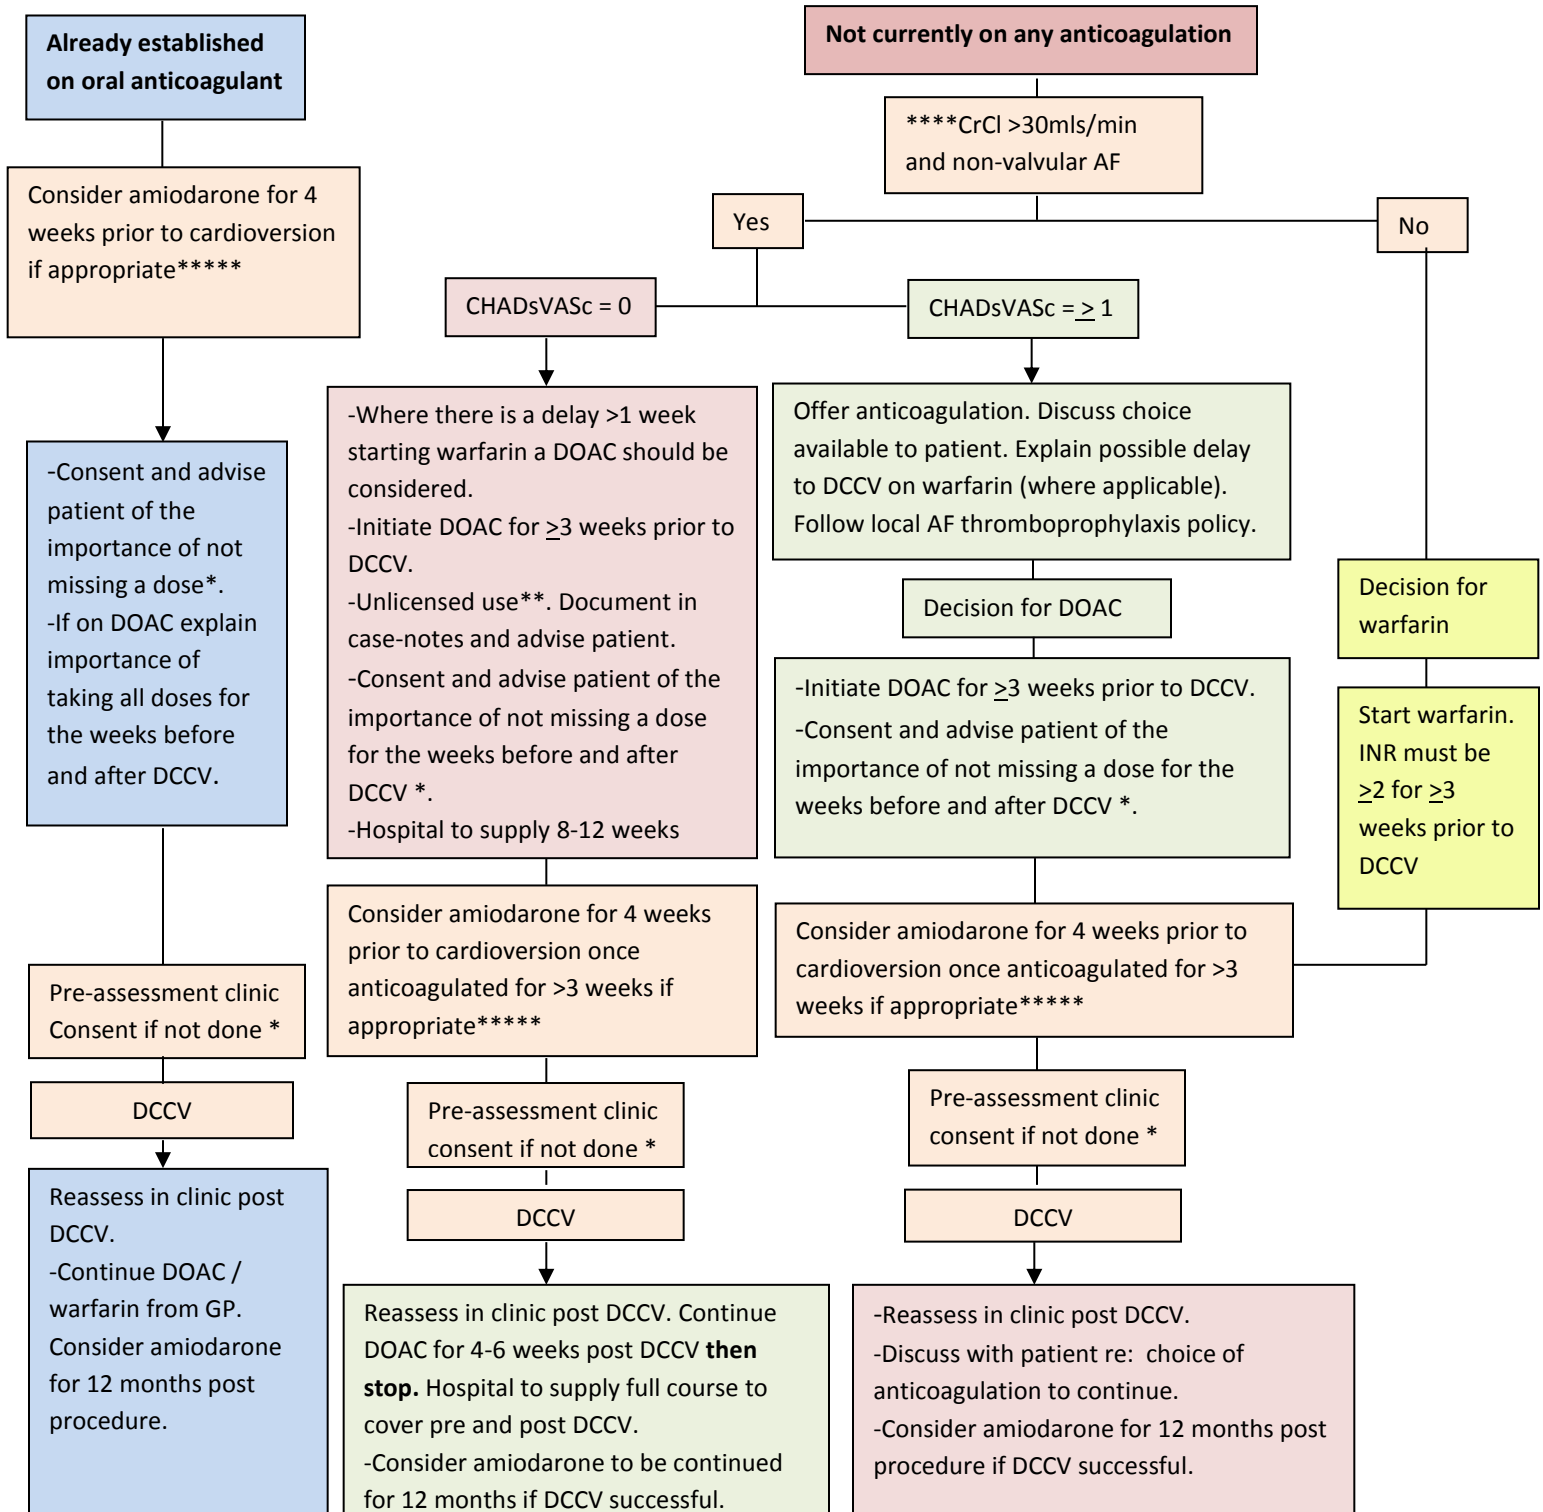 Already established
on oral anticoagulant
Not currently on any anticoagulation
****CrCl >30mls/min
and non-valvular AF
Consider amiodarone for 4
weeks prior to cardioversion
if appropriate*****
Yes
No
CHADsVASc = 0
CHADsVASc = ≥ 1
-Consent and advise
patient of the
importance of not
missing a dose*.
-If on DOAC explain
importance of
taking all doses for
the weeks before
and after DCCV.
-Where there is a delay >1 week
starting warfarin a DOAC should be
considered.
-Initiate DOAC for ≥3 weeks prior to
DCCV.
-Unlicensed use**. Document in
case-notes and advise patient.
-Consent and advise patient of the
importance of not missing a dose
for the weeks before and after
DCCV *.
-Hospital to supply 8-12 weeks
Offer anticoagulation. Discuss choice
available to patient. Explain possible delay
to DCCV on warfarin (where applicable).
Follow local AF thromboprophylaxis policy.
Decision for DOAC
-Initiate DOAC for ≥3 weeks prior to DCCV.
-Consent and advise patient of the
importance of not missing a dose for the
weeks before and after DCCV *.
Decision for
warfarin
Start warfarin.
INR must be
≥2 for ≥3
weeks prior to
DCCV
Consider amiodarone for 4 weeks
prior to cardioversion once
anticoagulated for >3 weeks if
appropriate*****
Consider amiodarone for 4 weeks prior to
cardioversion once anticoagulated for >3
weeks if appropriate*****
Pre-assessment clinic
Consent if not done *
DCCV
Pre-assessment clinic
consent if not done *
DCCV
Pre-assessment clinic
consent if not done *
DCCV
Reassess in clinic post
DCCV.
-Continue DOAC /
warfarin from GP.
Consider amiodarone
for 12 months post
procedure.
Reassess in clinic post DCCV. Continue
DOAC for 4-6 weeks post DCCV then
stop. Hospital to supply full course to
cover pre and post DCCV.
-Consider amiodarone to be continued
for 12 months if DCCV successful.
-Reassess in clinic post DCCV.
-Discuss with patient re:  choice of
anticoagulation to continue.
-Consider amiodarone for 12 months post
procedure if DCCV successful.